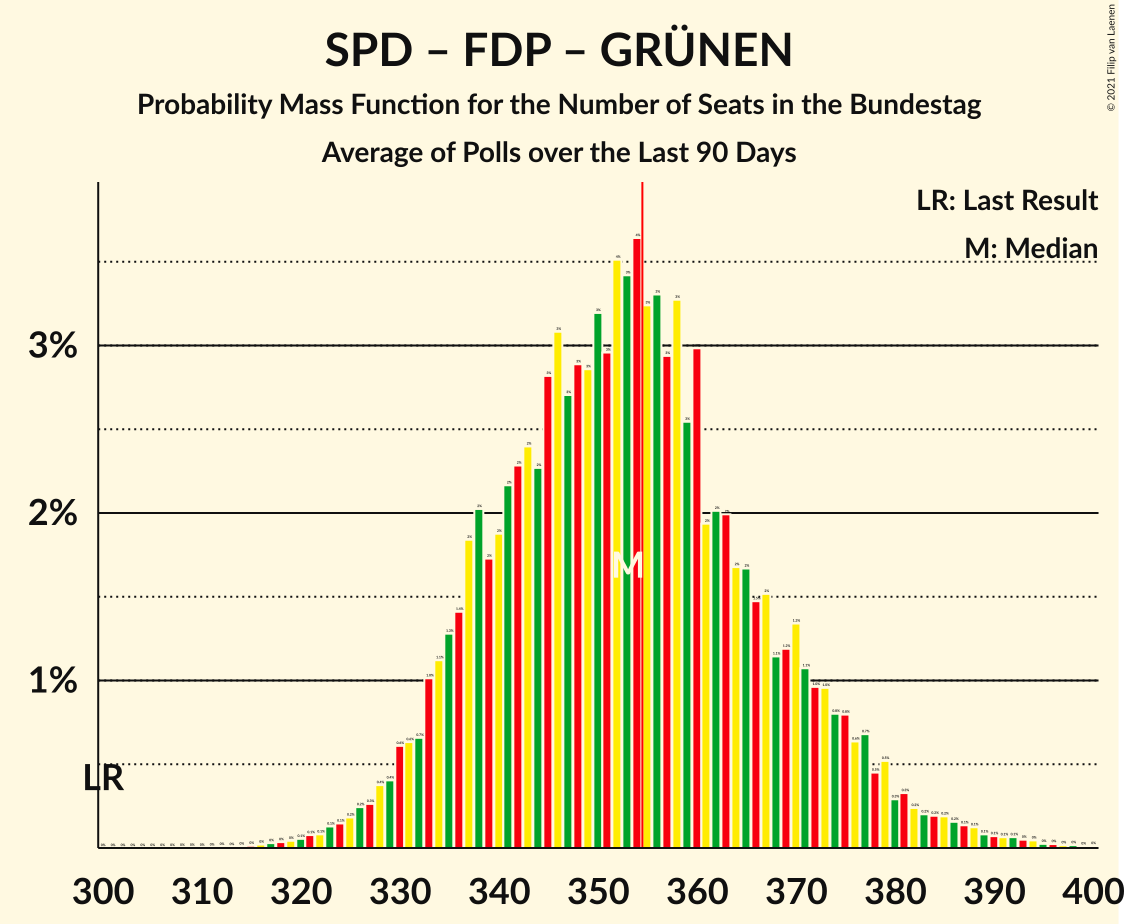 SPD – FDP – GRÜNEN
Probability Mass Function for the Number of Seats in the Bundestag
Average of Polls over the Last 90 Days
© 2021 Filip van Laenen
LR: Last Result
M: Median
3%
2%
1%
M
LR
300 310 320 330 340 350 360 370 380 390 400